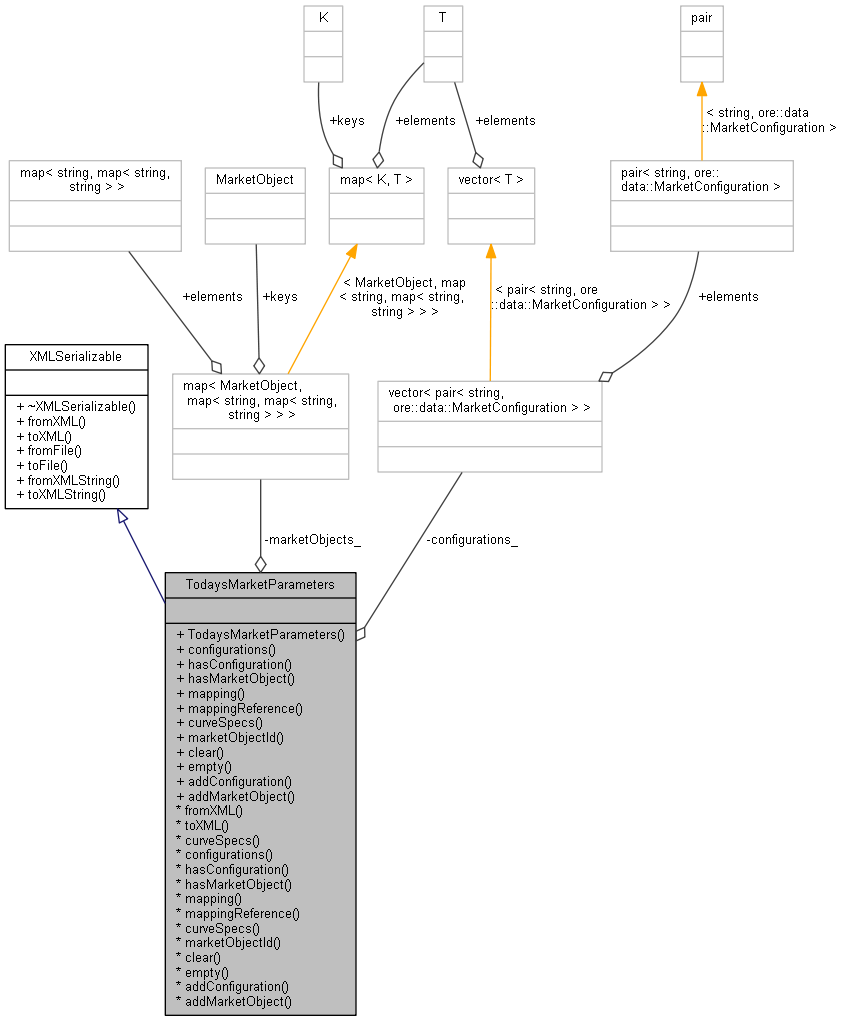 K
T
pair
+keys
+elements
+elements
< string, ore::data
::MarketConfiguration >
map< string, map< string,
string > >
MarketObject
map< K, T >
vector< T >
pair< string, ore::
data::MarketConfiguration >
+elements
+keys
< MarketObject, map
< string, map< string,
string > > >
< pair< string, ore
::data::MarketConfiguration > >
+elements
XMLSerializable
+ ~XMLSerializable()
+ fromXML()
+ toXML()
+ fromFile()
+ toFile()
+ fromXMLString()
+ toXMLString()
map< MarketObject,
map< string, map< string,
string > > >
vector< pair< string,
ore::data::MarketConfiguration > >
-marketObjects_
-configurations_
TodaysMarketParameters
+ TodaysMarketParameters()
+ configurations()
+ hasConfiguration()
+ hasMarketObject()
+ mapping()
+ mappingReference()
+ curveSpecs()
+ marketObjectId()
+ clear()
+ empty()
+ addConfiguration()
+ addMarketObject()
* fromXML()
* toXML()
* curveSpecs()
* configurations()
* hasConfiguration()
* hasMarketObject()
* mapping()
* mappingReference()
* curveSpecs()
* marketObjectId()
* clear()
* empty()
* addConfiguration()
* addMarketObject()